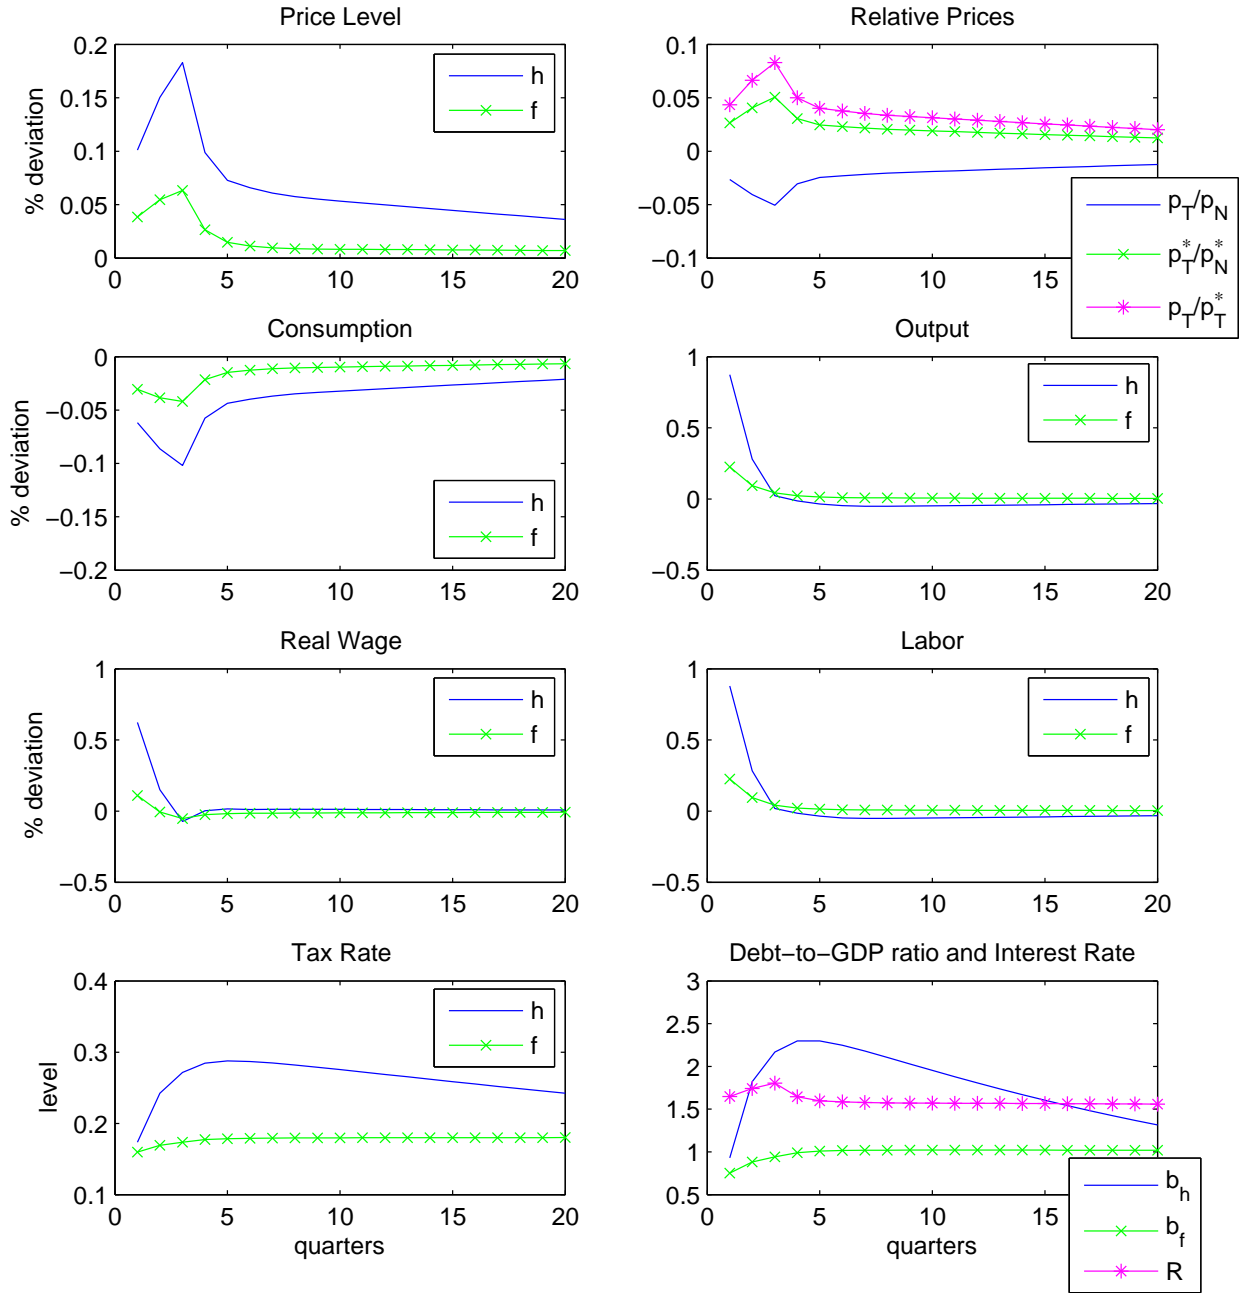 Price Level
% deviation
0.2
0.15
0.1
0.05
0
0 5 10 15 20
h
f
Relative Prices
0.1
0.05
0
−0.05
−0.1
0 5 10 15 20
p_T/p_N
p_T^*/p_N^*
p_T/p_T^*
Consumption
% deviation
0
−0.05
−0.1
−0.15
−0.2
0 5 10 15 20
h
f
Output
1
0.5
0
−0.5
0 5 10 15 20
h
f
Real Wage
% deviation
1
0.5
0
−0.5
0 5 10 15 20
h
f
Labor
1
0.5
0
−0.5
0 5 10 15 20
h
f
Tax Rate
level
0.4
0.3
0.2
0.1
0 5 10 15 20
quarters
h
f
Debt−to−GDP ratio and Interest Rate
3
2.5
2
1.5
1
0.5
0 5 10
quarters
b_h
b_f
R